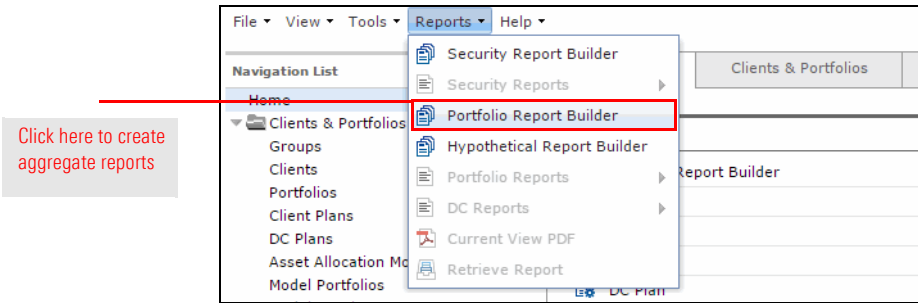 File View Tools Reports Help
Navigation List
Home
Clients & Portfolios
Groups
Clients
Portfolios
Client Plans
DC Plans
Asset Allocation Mo
Model Portfolios
Security Report Builder
Security Reports
Portfolio Report Builder
Hypothetical Report Builder
Portfolio Reports
DC Reports
Current View PDF
Retrieve Report
Clients & Portfolios
Report Builder
DC Plan
Click here to create
aggregate reports